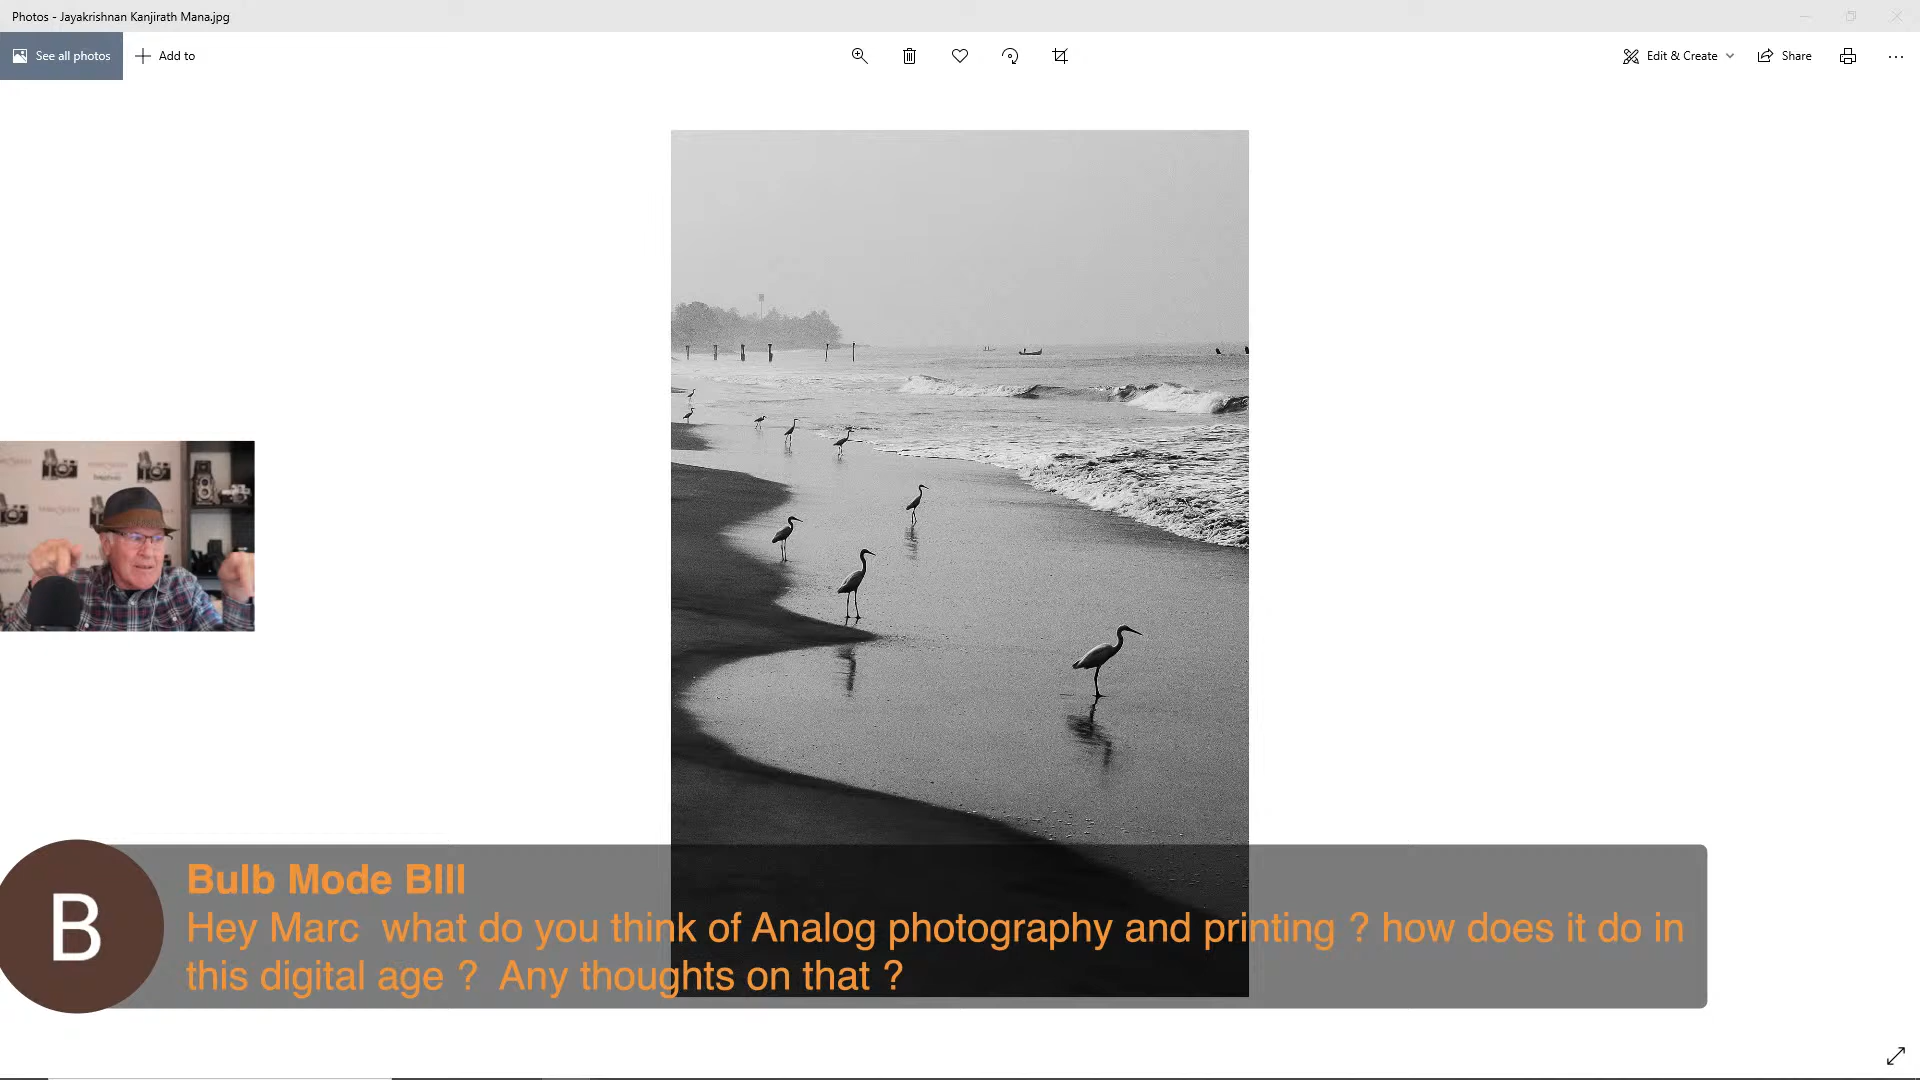 Photos - Jayakrishnan Kanjirath Mana.jpg
See all photos
Add to
Edit & Create
Share
B
Bulb Mode BIll
Hey Marc  what do you think of Analog photography and printing ? how does it do in
this digital age ?  Any thoughts on that ?